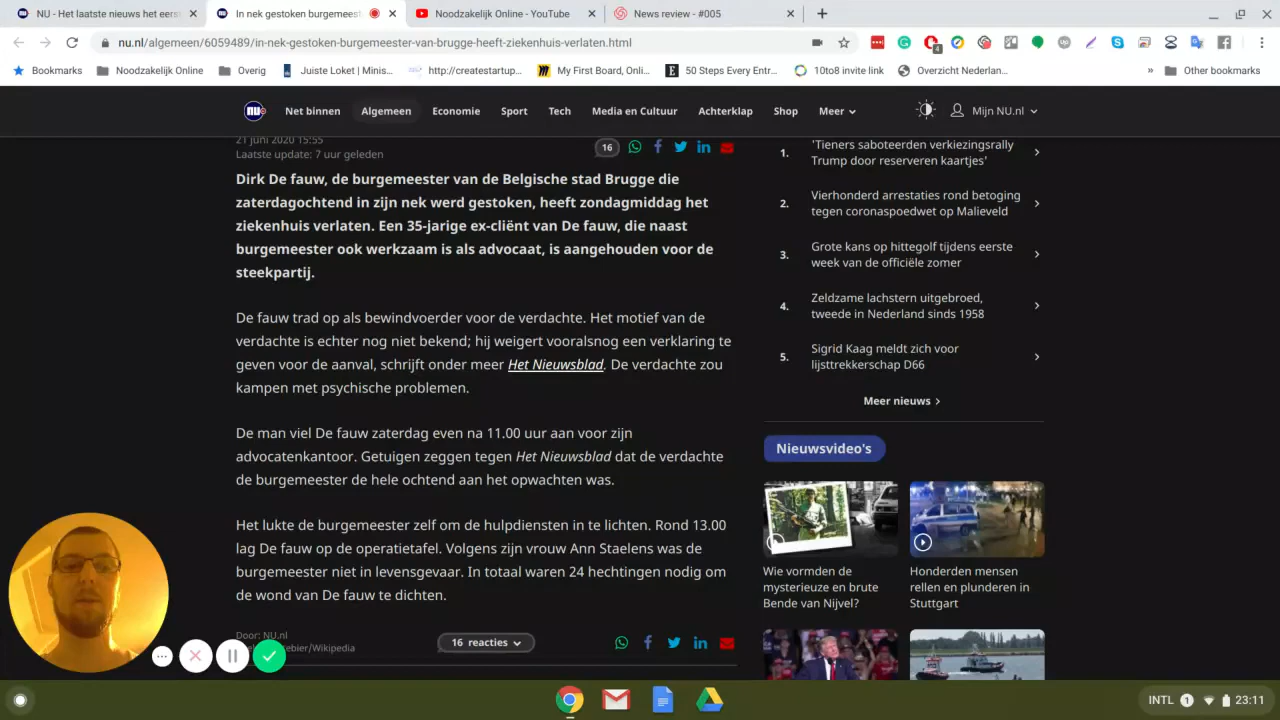 NU - Het laatste nieuws het eerst
In nek gestoken burgemeest
Noodzakelijk Online - YouTube
News review - #005
nu.nl/algemeen/6059489/in-nek-gestoken-burgemeester-van-brugge-heeft-ziekenhuis-verlaten.html
4
Bookmarks
Noodzakelijk Online
Overig
Juiste Loket | Minis...
http://createstartup...
My First Board, Onli...
50 Steps Every Entr...
10to8 invite link
Overzicht Nederlan...
»
Other bookmarks
NU
Net binnen
Algemeen
Economie
Sport
Tech
Media en Cultuur
Achterklap
Shop
Meer
Mijn NU.nl
21 juni 2020 15:55
Laatste update: 7 uur geleden
16
Dirk De fauw, de burgemeester van de Belgische stad Brugge die
zaterdagochtend in zijn nek werd gestoken, heeft zondagmiddag het
ziekenhuis verlaten. Een 35-jarige ex-cliënt van De fauw, die naast
burgemeester ook werkzaam is als advocaat, is aangehouden voor de
steekpartij.
De fauw trad op als bewindvoerder voor de verdachte. Het motief van de
verdachte is echter nog niet bekend; hij weigert vooralsnog een verklaring te
geven voor de aanval, schrijft onder meer Het Nieuwsblad. De verdachte zou
kampen met psychische problemen.
De man viel De fauw zaterdag even na 11.00 uur aan voor zijn
advocatenkantoor. Getuigen zeggen tegen Het Nieuwsblad dat de verdachte
de burgemeester de hele ochtend aan het opwachten was.
Het lukte de burgemeester zelf om de hulpdiensten in te lichten. Rond 13.00
lag De fauw op de operatietafel. Volgens zijn vrouw Ann Staelens was de
burgemeester niet in levensgevaar. In totaal waren 24 hechtingen nodig om
de wond van De fauw te dichten.
Door: NU.nl
ebier/Wikipedia
16 reacties
1.
'Tieners saboteerden verkiezingsrally
Trump door reserveren kaartjes'
2.
Vierhonderd arrestaties rond betoging
tegen coronaspoedwet op Malieveld
3.
Grote kans op hittegolf tijdens eerste
week van de officiële zomer
4.
Zeldzame lachstern uitgebroed,
tweede in Nederland sinds 1958
5.
Sigrid Kaag meldt zich voor
lijsttrekkerschap D66
Meer nieuws
Nieuwsvideo's
Wie vormden de
mysterieuze en brute
Bende van Nijvel?
Honderden mensen
rellen en plunderen in
Stuttgart
INTL
1
23:11